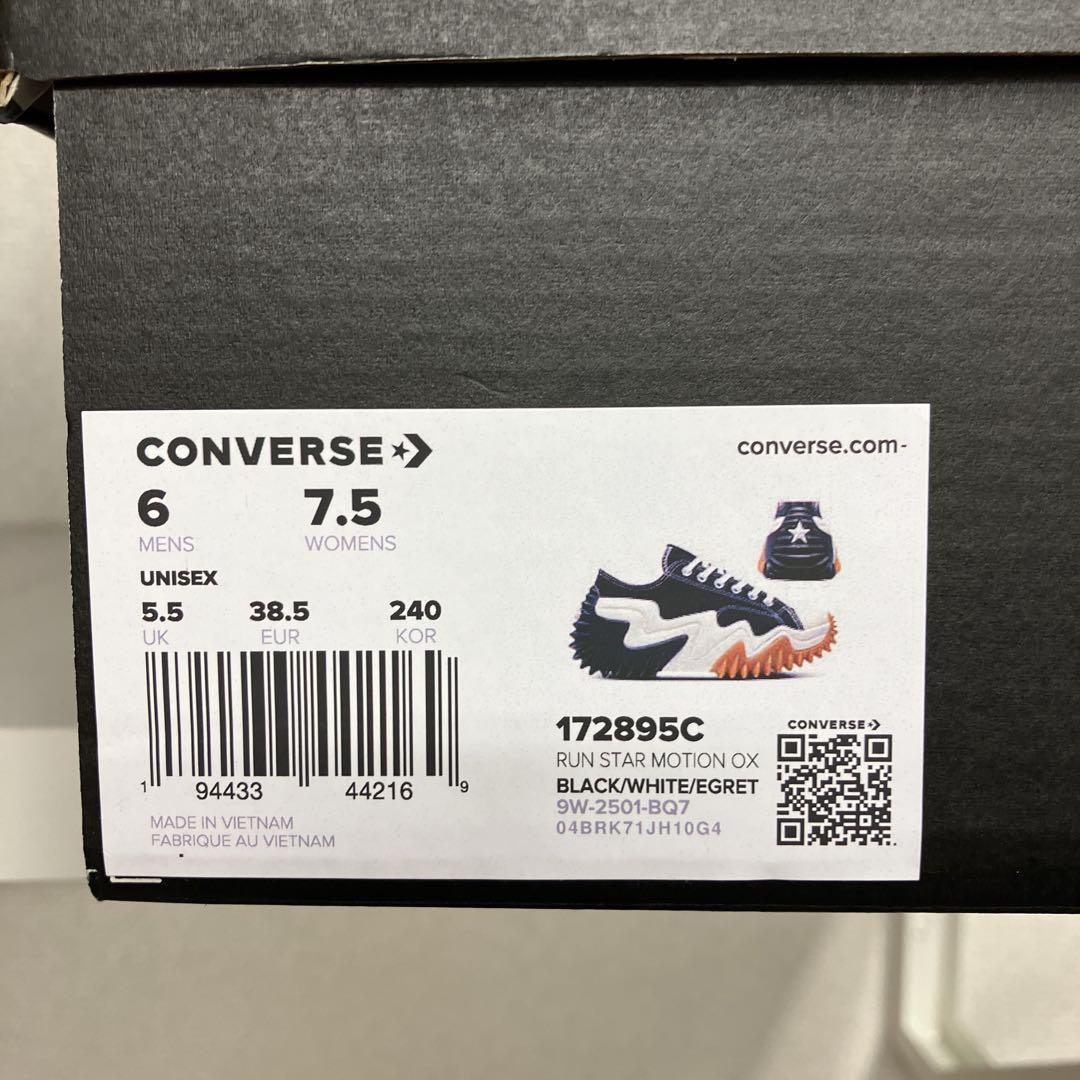 CONVERSE
converse.com-
6 7.5
MENS WOMENS
UNISEX
5.5 38.5 240
UK EUR KOR
1 94433 44216 9
MADE IN VIETNAM
FABRIQUE AU VIETNAM
172895C
RUN STAR MOTION OX
BLACK/WHITE/EGRET
9W-2501-BQ7
04BRK71JH10G4
CONVERSE